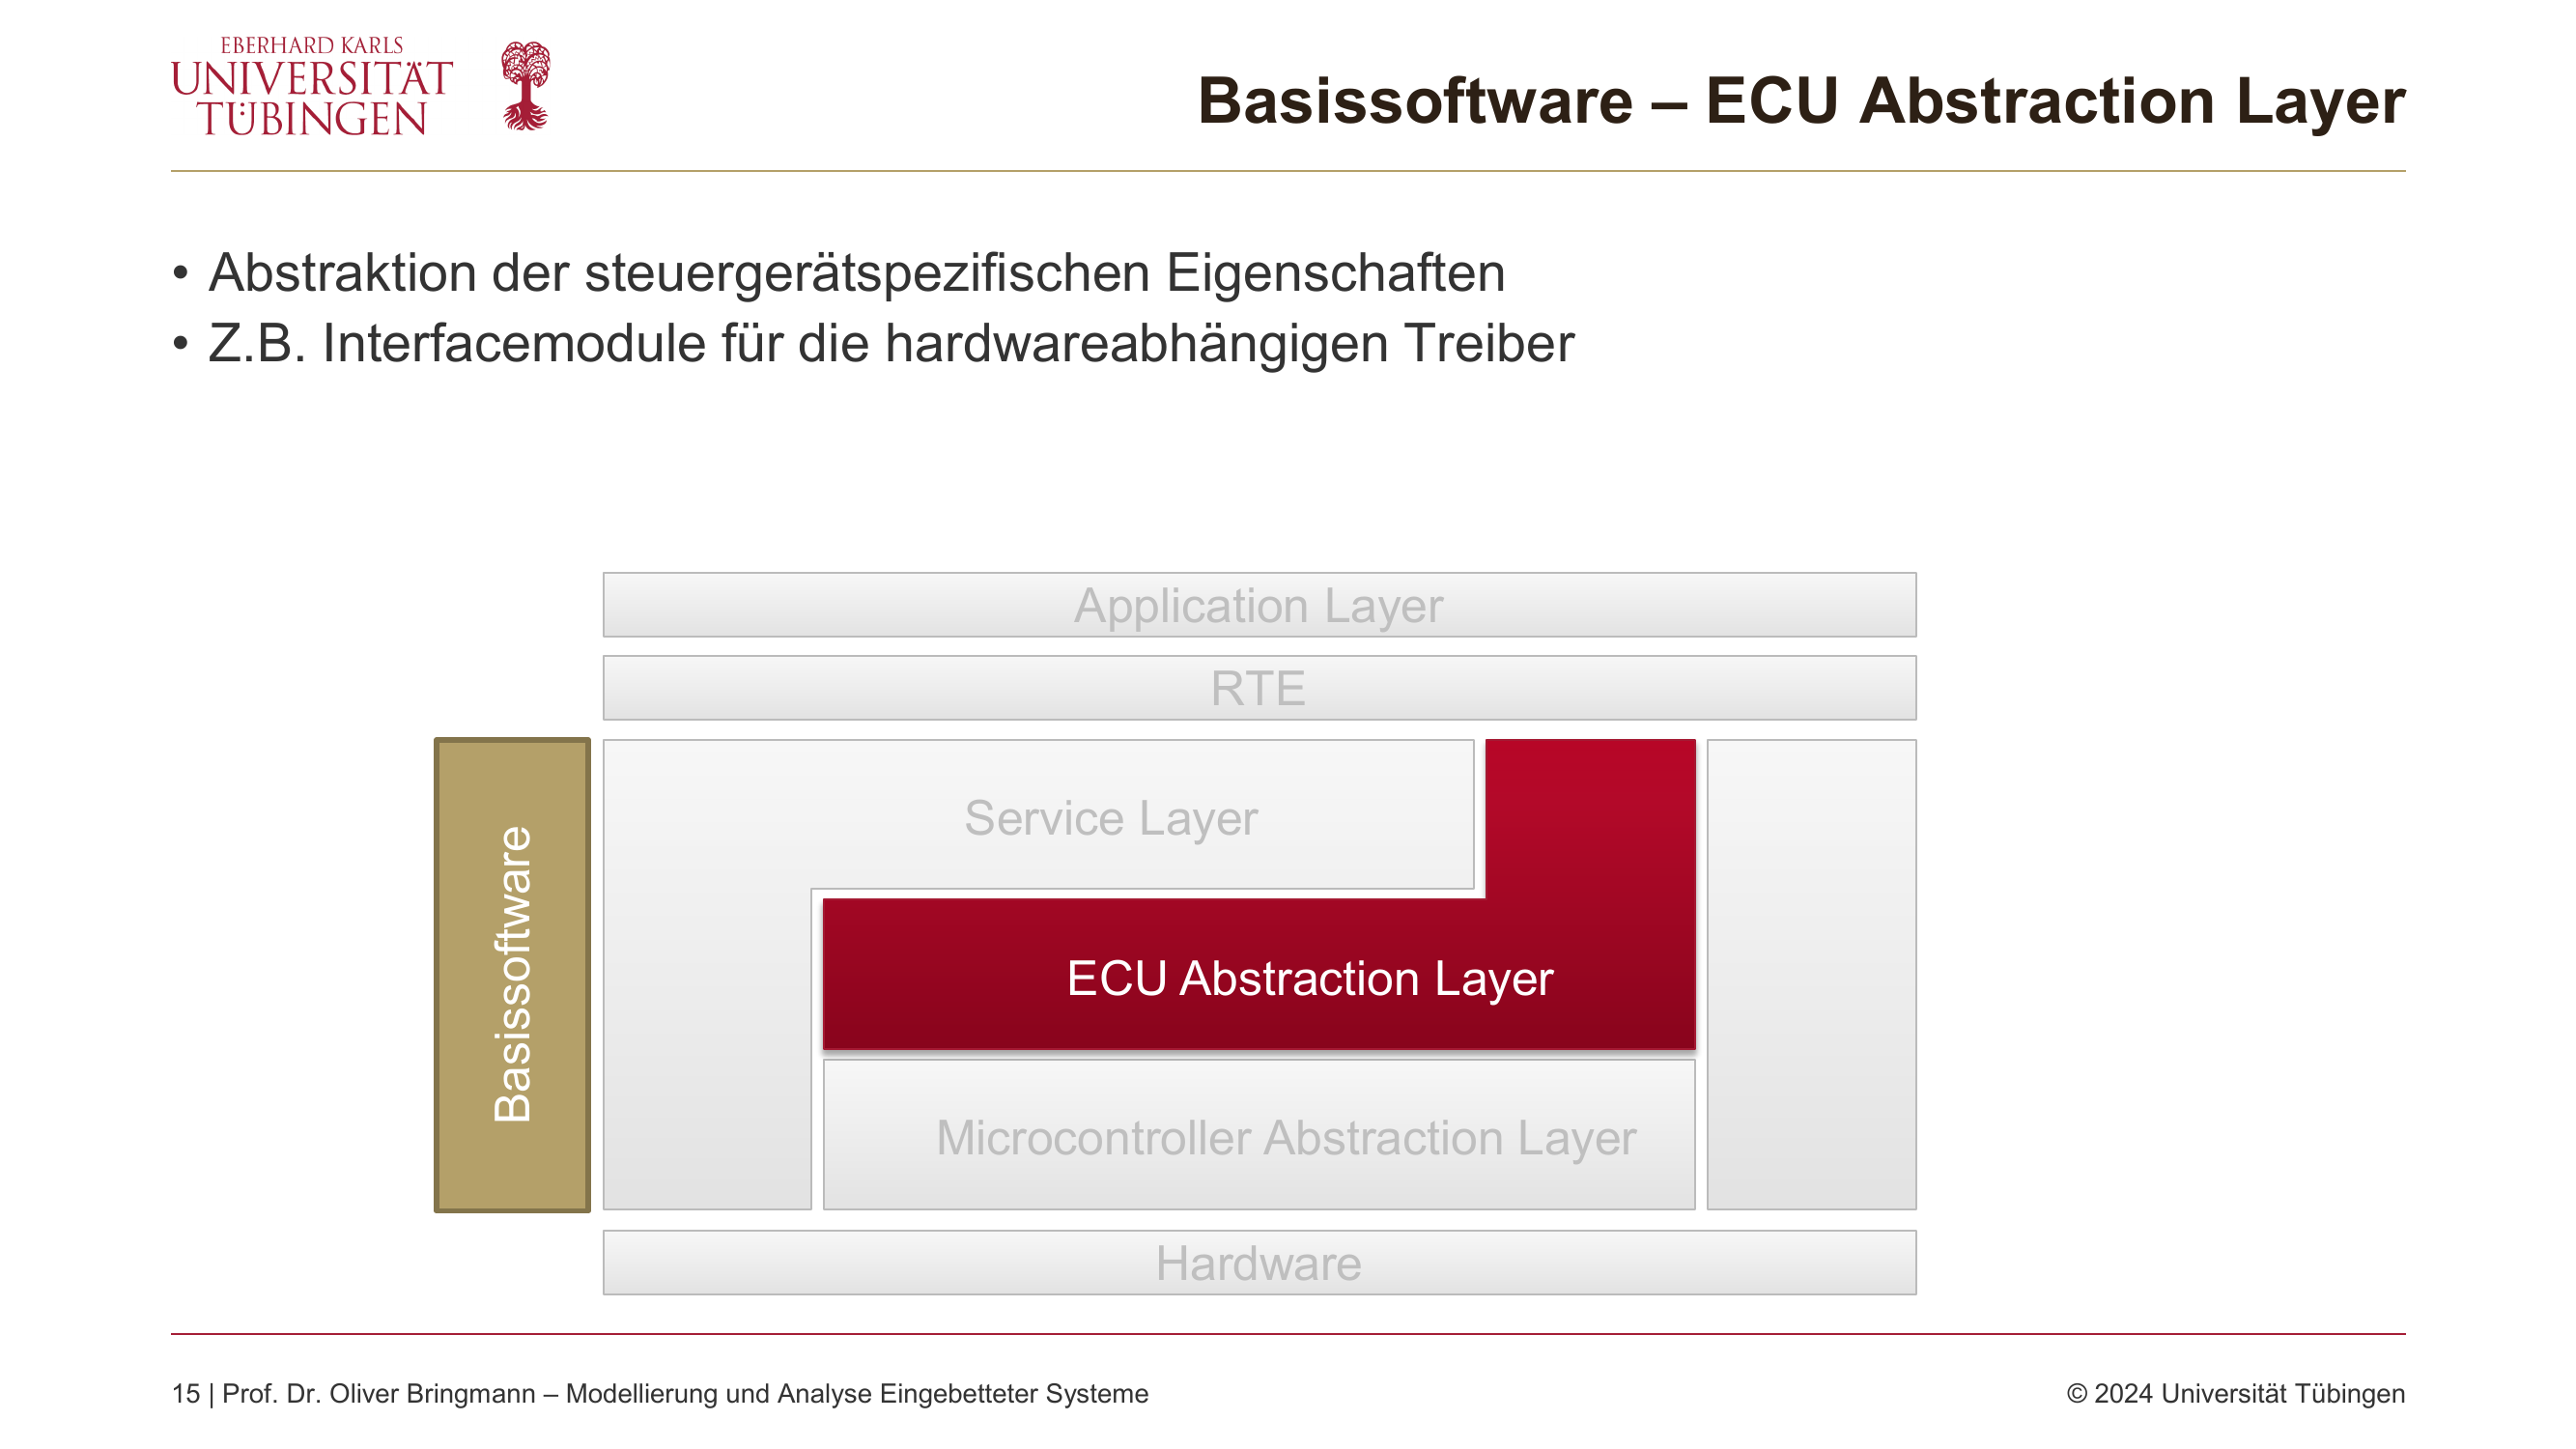 EBERHARD KARLS
UNIVERSITÄT
TÜBINGEN
Basissoftware – ECU Abstraction Layer
• Abstraktion der steuergerätspezifischen Eigenschaften
• Z.B. Interfacemodule für die hardwareabhängigen Treiber
Application Layer
RTE
Basissoftware
Service Layer
ECU Abstraction Layer
Microcontroller Abstraction Layer
Hardware
15 | Prof. Dr. Oliver Bringmann – Modellierung und Analyse Eingebetteter Systeme
© 2024 Universität Tübingen